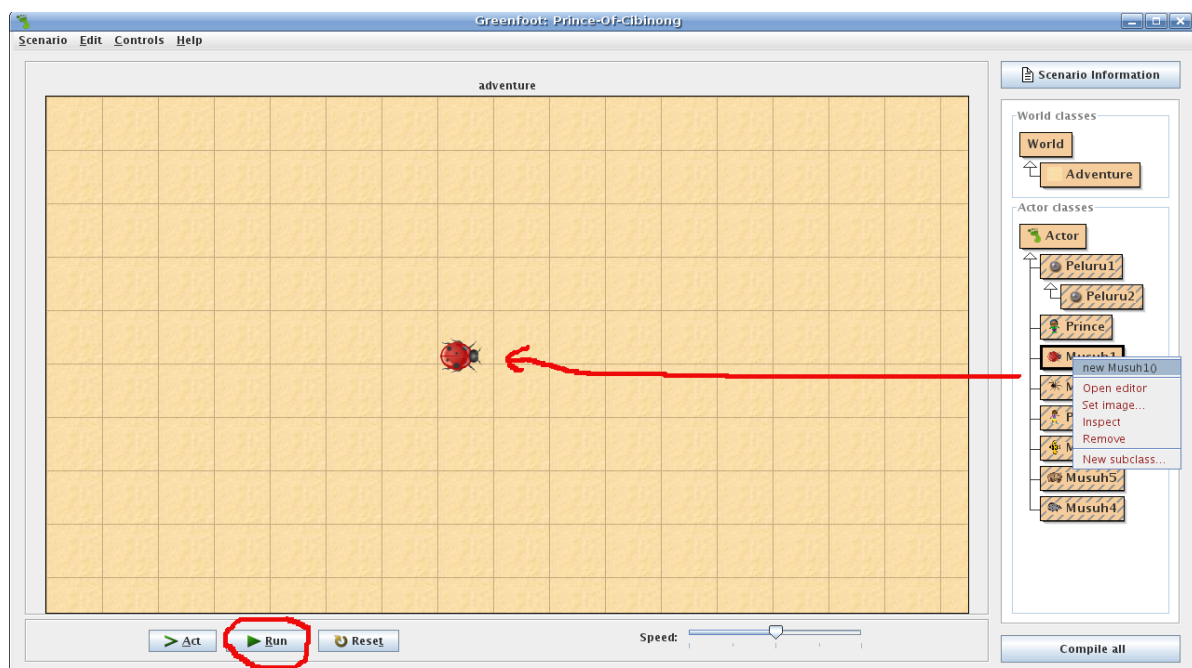 Greenfoot: Prince-Of-Cibinong
Scenario Edit Controls Help
adventure
Scenario Information
World classes
World
Adventure
Actor classes
Actor
Peluru1
Peluru2
Prince
Musuh1
new Musuh1()
Open editor
Set image...
Inspect
Remove
New subclass...
Musuh5
Musuh4
Act Run Reset Speed:
Compile all